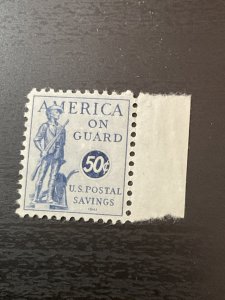 AMERICA
ON
GUARD
50¢
U.S. POSTAL
SAVINGS